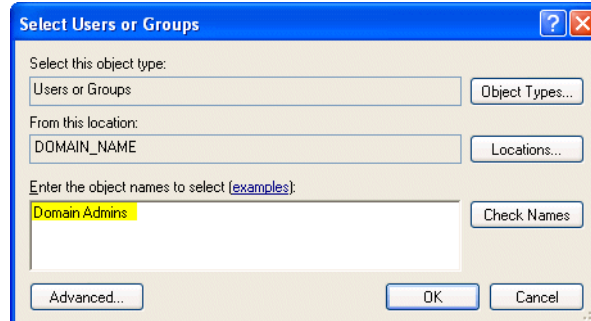 Select Users or Groups
Select this object type:
Users or Groups
Object Types...
From this location:
DOMAIN_NAME
Locations...
Enter the object names to select (examples):
Domain Admins
Check Names
Advanced...
OK
Cancel